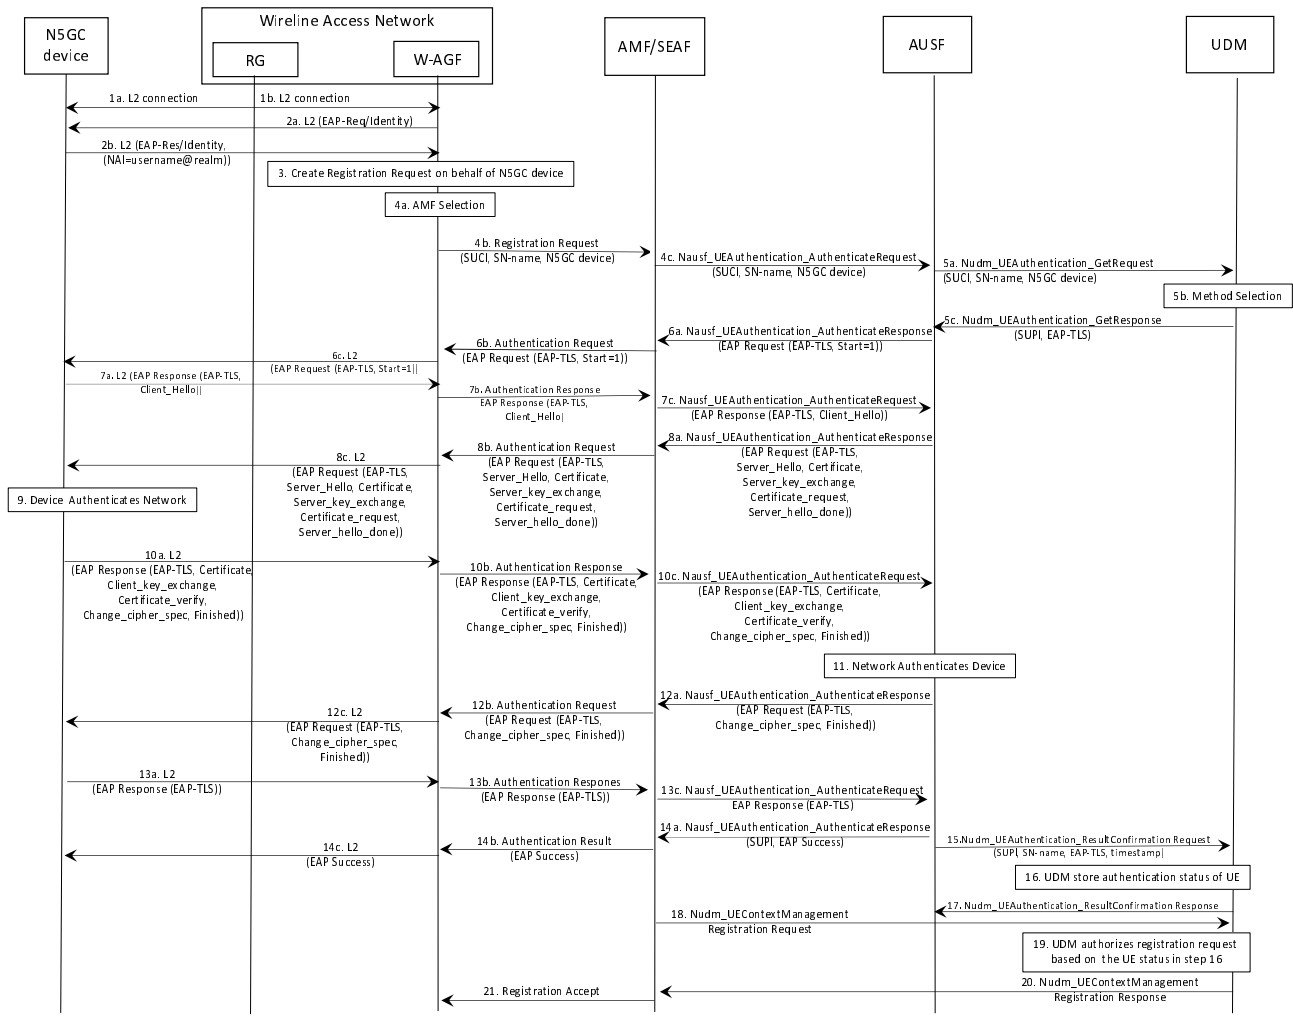 N5GC
device
Wireline Access Network
RG
W-AGF
AMF/SEAF
AUSF
UDM
1a. L2 connection
1b. L2 connection
2a. L2 (EAP-Req/Identity)
2b. L2 (EAP-Res/Identity,
(NAI=username@realm))
3. Create Registration Request on behalf of N5GC device
4a. AMF Selection
4b. Registration Request
(SUCI, SN-name, N5GC device)
4c. Nausf_UEAuthentication_AuthenticateRequest
(SUCI, SN-name, N5GC device)
5a. Nudm_UEAuthentication_GetRequest
(SUCI, SN-name, N5GC device)
5b. Method Selection
5c. Nudm_UEAuthentication_GetResponse
(SUPI, EAP-TLS)
6a. Nausf_UEAuthentication_AuthenticateResponse
(EAP Request (EAP-TLS, Start=1))
6b. Authentication Request
(EAP Request (EAP-TLS, Start=1))
6c. L2
(EAP Request (EAP-TLS, Start=1))
7a. L2 (EAP Response (EAP-TLS,
Client_Hello))
7b. Authentication Response
EAP Response (EAP-TLS,
Client_Hello)
7c. Nausf_UEAuthentication_AuthenticateRequest
(EAP Response (EAP-TLS, Client_Hello))
8a. Nausf_UEAuthentication_AuthenticateResponse
(EAP Request (EAP-TLS,
Server_Hello, Certificate,
Server_key_exchange,
Certificate_request,
Server_hello_done))
8b. Authentication Request
(EAP Request (EAP-TLS,
Server_Hello, Certificate,
Server_key_exchange,
Certificate_request,
Server_hello_done))
8c. L2
(EAP Request (EAP-TLS,
Server_Hello, Certificate,
Server_key_exchange,
Certificate_request,
Server_hello_done))
9. Device Authenticates Network
10a. L2
(EAP Response (EAP-TLS, Certificate,
Client_key_exchange,
Certificate_verify,
Change_cipher_spec, Finished))
10b. Authentication Response
(EAP Response (EAP-TLS, Certificate,
Client_key_exchange,
Certificate_verify,
Change_cipher_spec, Finished))
10c. Nausf_UEAuthentication_AuthenticateRequest
(EAP Response (EAP-TLS, Certificate,
Client_key_exchange,
Certificate_verify,
Change_cipher_spec, Finished))
11. Network Authenticates Device
12a. Nausf_UEAuthentication_AuthenticateResponse
(EAP Request (EAP-TLS,
Change_cipher_spec, Finished))
12b. Authentication Request
(EAP Request (EAP-TLS,
Change_cipher_spec, Finished))
12c. L2
(EAP Request (EAP-TLS,
Change_cipher_spec,
Finished))
13a. L2
(EAP Response (EAP-TLS))
13b. Authentication Respones
(EAP Response (EAP-TLS))
13c. Nausf_UEAuthentication_AuthenticateRequest
EAP Response (EAP-TLS)
14a. Nausf_UEAuthentication_AuthenticateResponse
(SUPI, EAP Success)
14b. Authentication Result
(EAP Success)
14c. L2
(EAP Success)
15.Nudm_UEAuthentication_ResultConfirmation Request
(SUPI, SN-name, EAP-TLS, timestamp)
16. UDM store authentication status of UE
17. Nudm_UEAuthentication_ResultConfirmation Response
18. Nudm_UEContextManagement
Registration Request
19. UDM authorizes registration request
based on the UE status in step 16
20. Nudm_UEContextManagement
Registration Response
21. Registration Accept